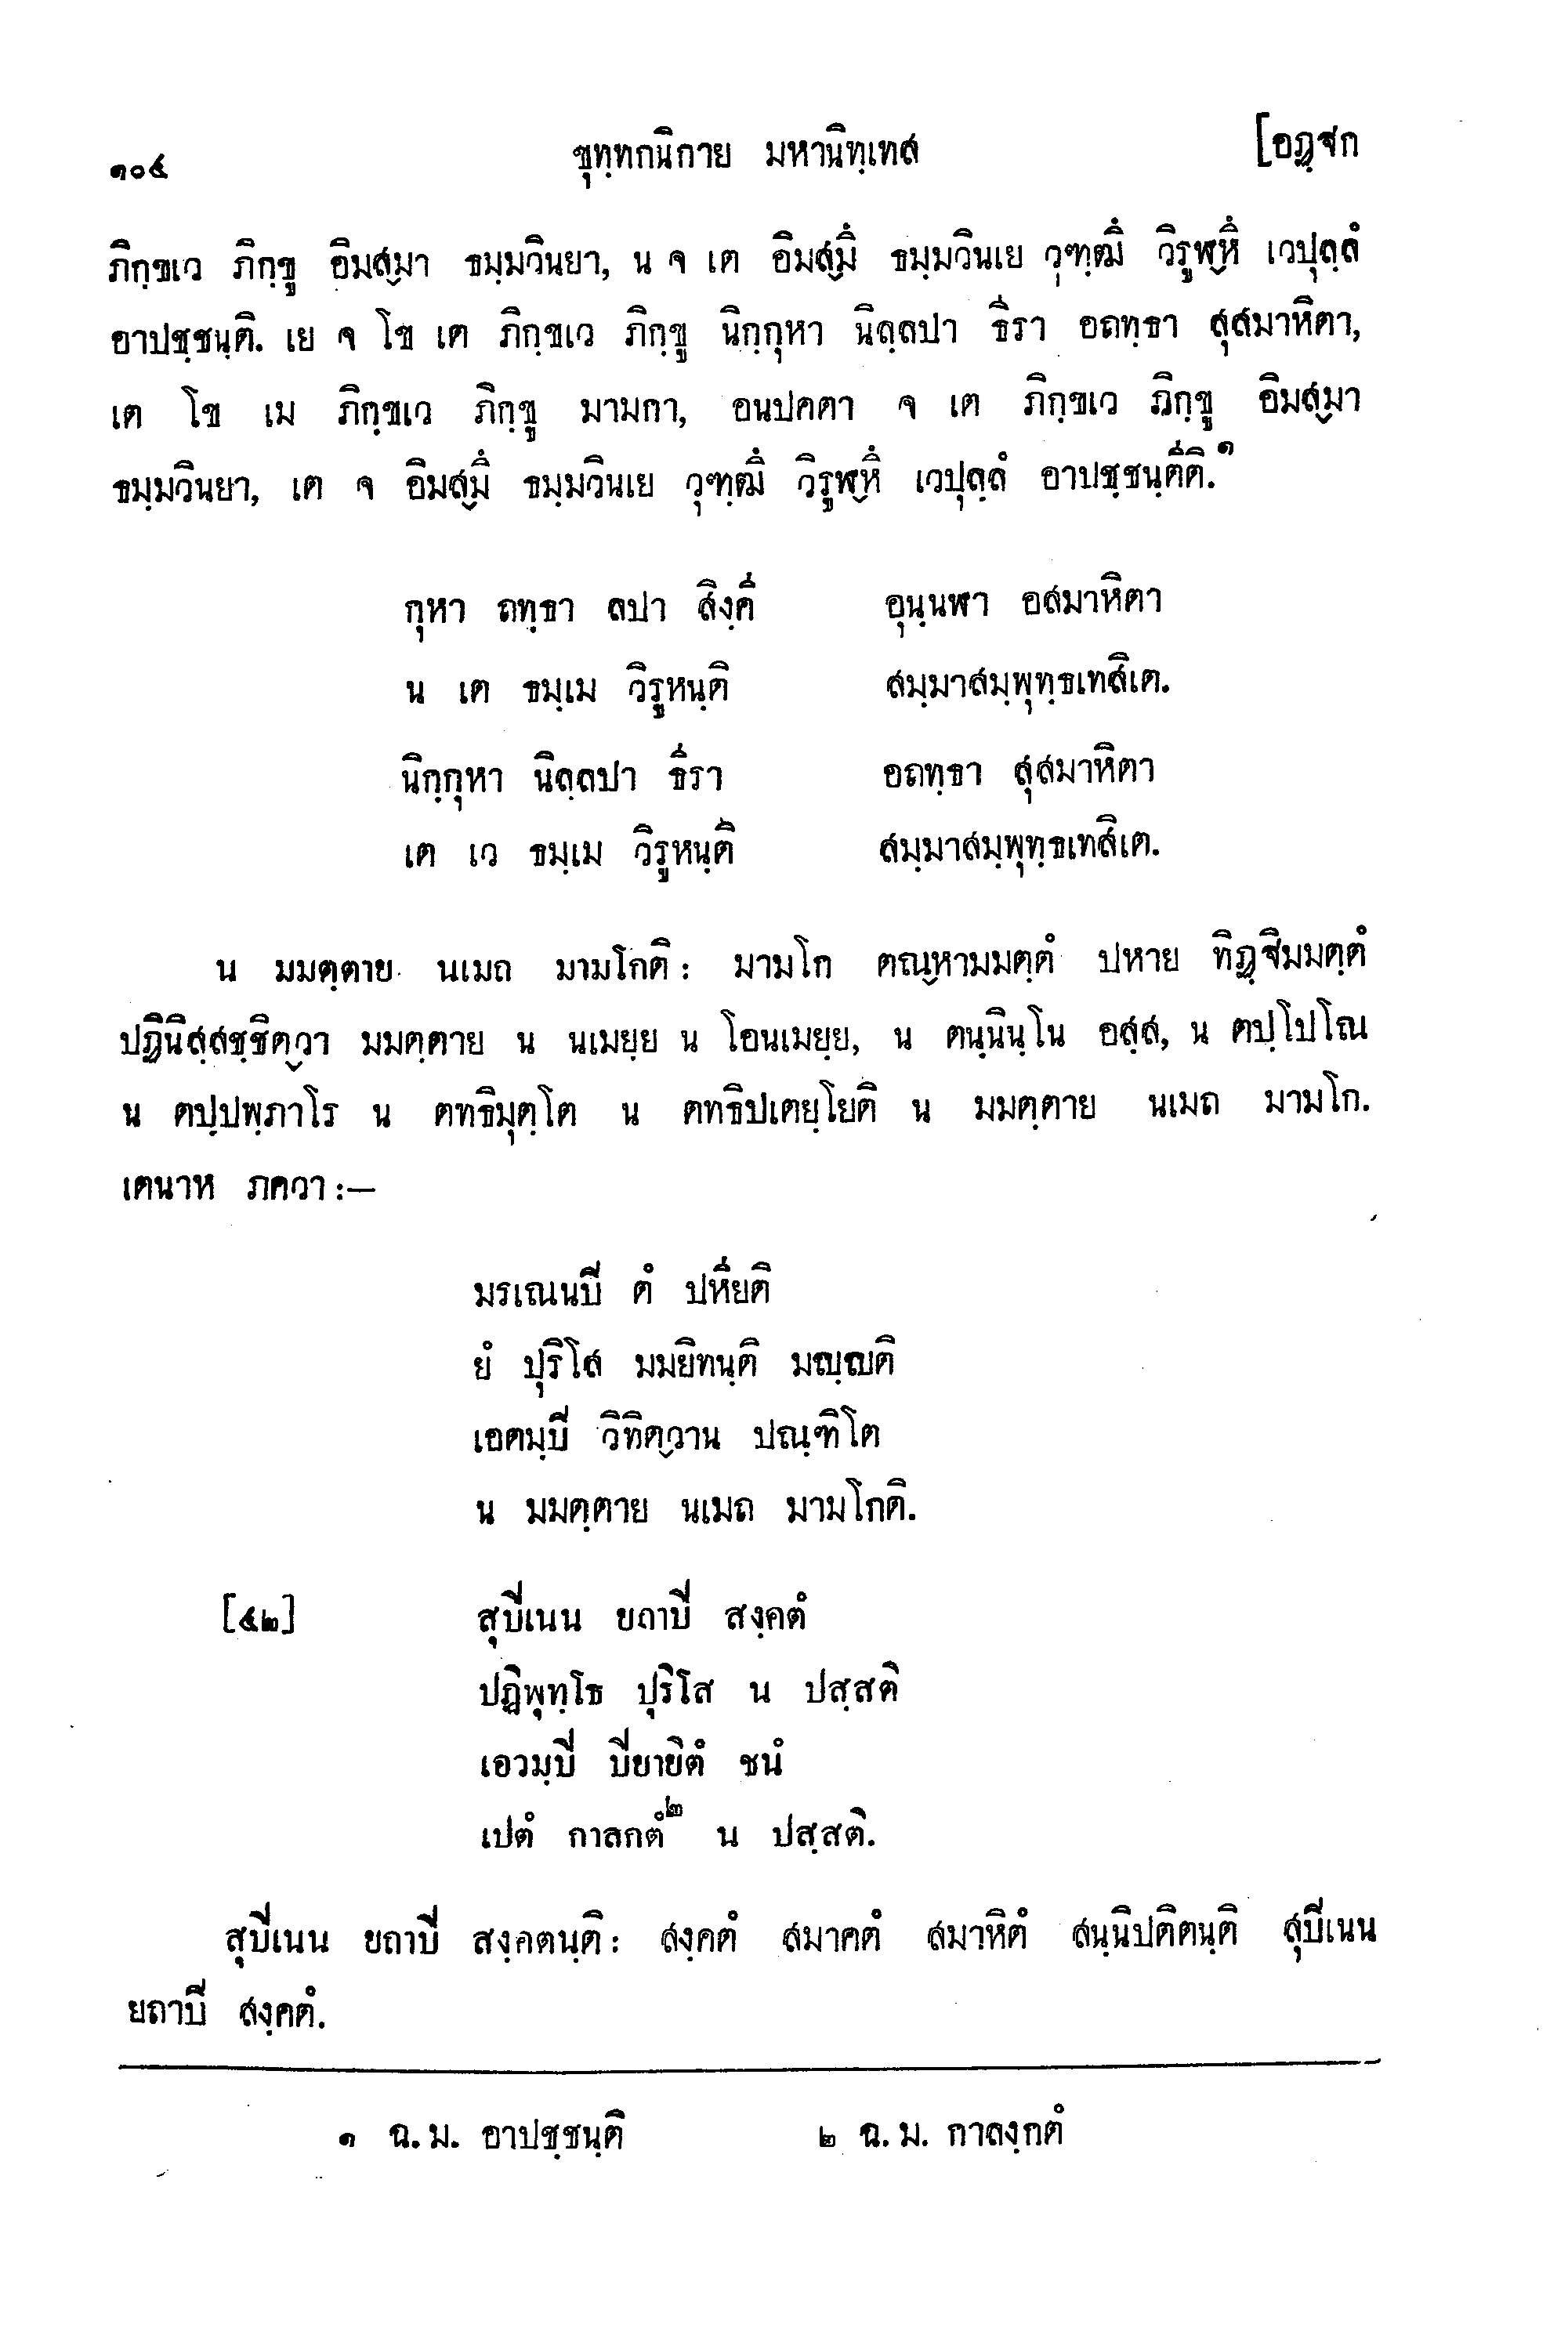 ๑๐๔ ขุทฺทกนิกาย มหานิทฺเทส [อฏฺฐก
ภิกฺขเว ภิกฺขู อิมสฺมา ธมฺมวินยา, น จ เต อิมสฺมึ ธมฺมวินเย วุฑฺฒึ วิรูฬฺหึ เวปุลฺลํ
อาปชฺชนฺติ. เย จ โข เต ภิกฺขเว ภิกฺขู นิกฺกุหา นิลฺลปา ธีรา อถทฺธา สุสมาหิตา,
เต โข เม ภิกฺขเว ภิกฺขู มามกา, อนปคตา จ เต ภิกฺขเว ภิกฺขู อิมสฺมา
ธมฺมวินยา, เต จ อิมสฺมึ ธมฺมวินเย วุฑฺฒึ วิรูฬฺหึ เวปุลฺลํ อาปชฺชนฺตีติ.๑
กุหา ถทฺธา ลปา สิงฺคี อุนฺนฬา อสมาหิตา
น เต ธมฺเม วิรูหนฺติ สมฺมาสมฺพุทฺธเทสิเต.
นิกฺกุหา นิลฺลปา ธีรา อถทฺธา สุสมาหิตา
เต เว ธมฺเม วิรูหนฺติ สมฺมาสมฺพุทฺธเทสิเต.
น มมตฺตาย นเมถ มามโกติ: มามโก ตณฺหามมตฺตํ ปหาย ทิฏฺฐิมมตฺตํ
ปฏินิสฺสชฺชิตฺวา มมตฺตาย น นเมยฺย น โอนเมยฺย, น ตนฺนินฺโน อสฺส, น ตปฺโปโณ
น ตปฺปพฺภาโร น ตทธิมุตฺโต น ตทธิปเตยฺโยติ น มมตฺตาย นเมถ มามโก.
เตนาห ภควา :—
มรเณนปิ ตํ ปหียติ
ยํ ปุริโส มมยิทนฺติ มญฺญติ
เอตมฺปิ วิทิตฺวาน ปณฺฑิโต
น มมตฺตาย นเมถ มามโกติ.
[๔๒] สุปิเนน ยถาปิ สงฺคตํ
ปฏิพุทฺโธ ปุริโส น ปสฺสติ
เอวมฺปิ ปิยายิตํ ชนํ
เปตํ กาลกตํ๒ น ปสฺสติ.
สุปิเนน ยถาปิ สงฺคตนฺติ: สงฺคตํ สมาคตํ สมาหิตํ สนฺนิปติตนฺติ สุปิเนน
ยถาปิ สงฺคตํ.
๑ ฉ.ม. อาปชฺชนฺติ ๒ ฉ.ม. กาลงฺกตํ